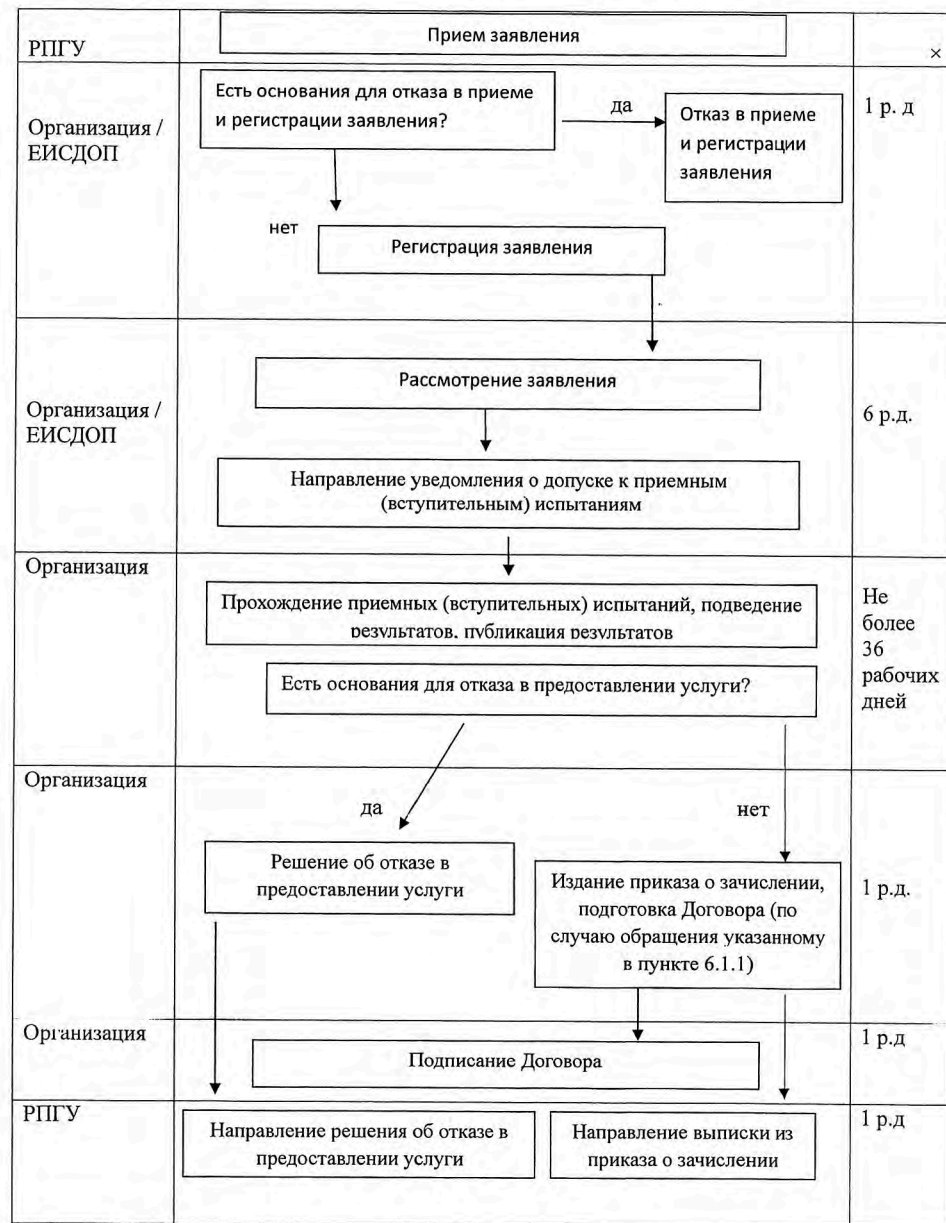 Прием заявления
РПГУ
×
Есть основания для отказа в приеме
и регистрации заявления?
да
Отказ в приеме
и регистрации
заявления
1 р. д
Организация /
ЕИСДОП
нет
Регистрация заявления
Рассмотрение заявления
Организация /
ЕИСДОП
6 р.д.
Направление уведомления о допуске к приемным
(вступительным) испытаниям
Организация
Прохождение приемных (вступительных) испытаний, подведение
результатов, публикация результатов
Не
более
36
рабочих
дней
Есть основания для отказа в предоставлении услуги?
Организация
да
нет
Решение об отказе в
предоставлении услуги
Издание приказа о зачислении,
подготовка Договора (по
случаю обращения указанному
в пункте 6.1.1)
1 р.д.
Организация
Подписание Договора
1 р.д
РПГУ
Направление решения об отказе в
предоставлении услуги
Направление выписки из
приказа о зачислении
1 р.д